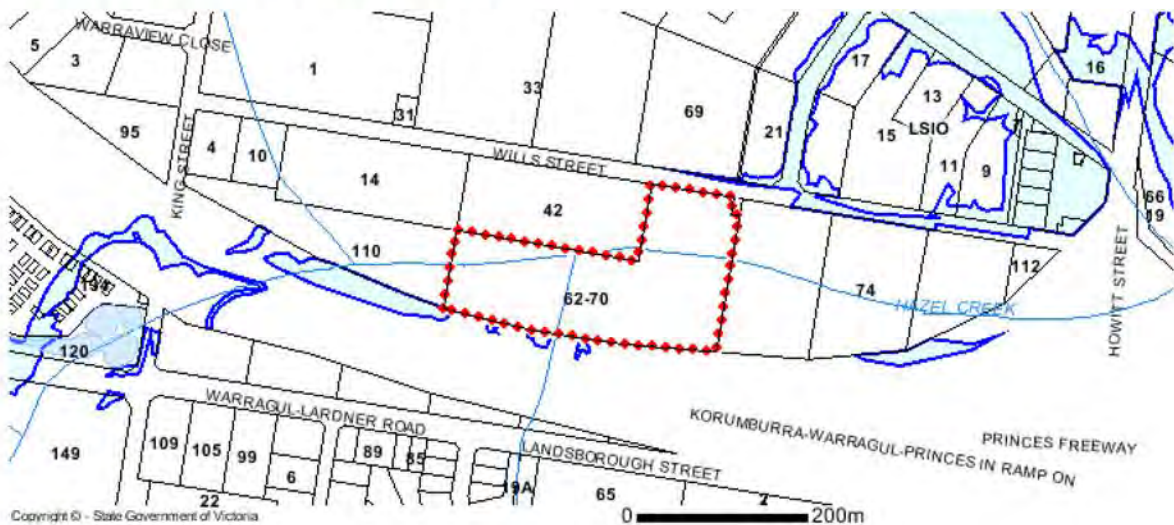 WARRAVIEW CLOSE
5
3
1
33
17
16
31
69
13
21
15
LSIO
95
KING STREET
4
10
WILLS STREET
11
9
7
14
42
66
19
110
112
62-70
74
HAZEL CREEK
HOWITT STREET
120
WARRAGUL-LARDNER ROAD
KORUMBURRA-WARRAGUL-PRINCES IN RAMP ON
PRINCES FREEWAY
149
109
105
99
89
85
LANDSBOROUGH STREET
6
19A
65
22
2
Copyright © - State Government of Victoria
0 200m